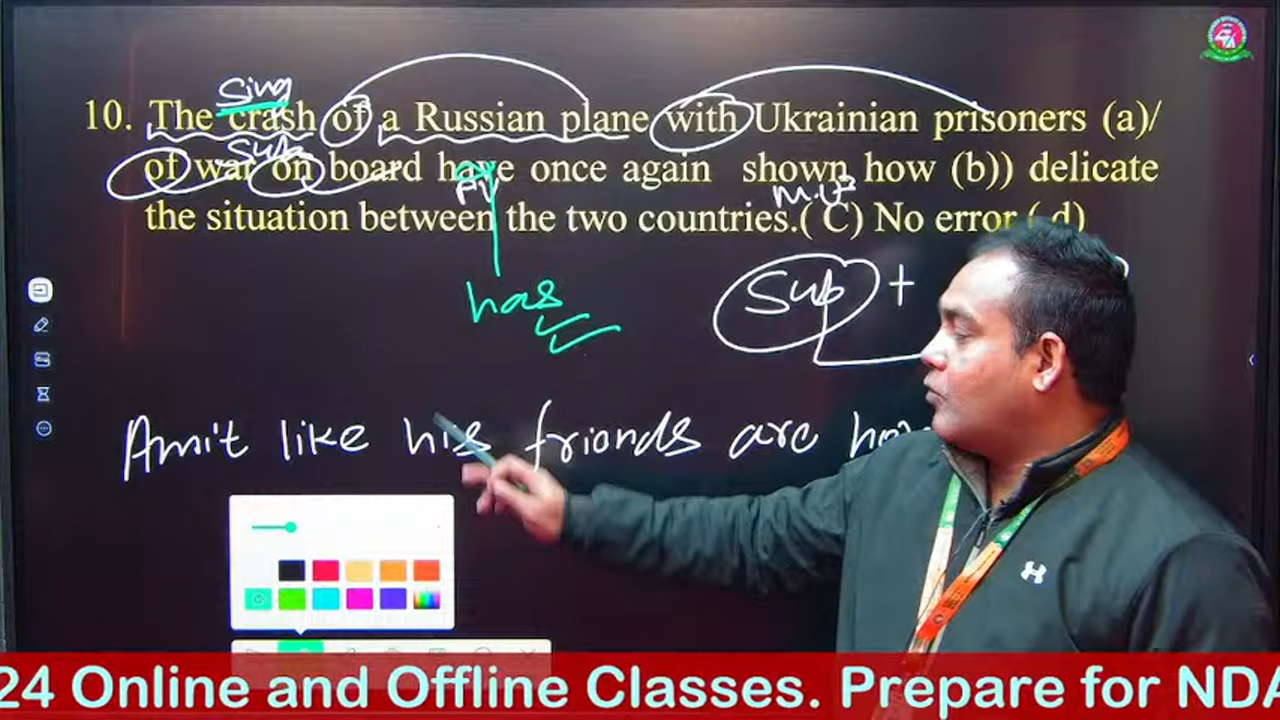 Sing
10. The crash of a Russian plane with Ukrainian prisoners (a)/
Sub
of war on board have once again shown how (b)) delicate
the situation between the two countries.( C) No error ( d)
has
Sub +
Amit like his friends are
24 Online and Offline Classes. Prepare for NDA